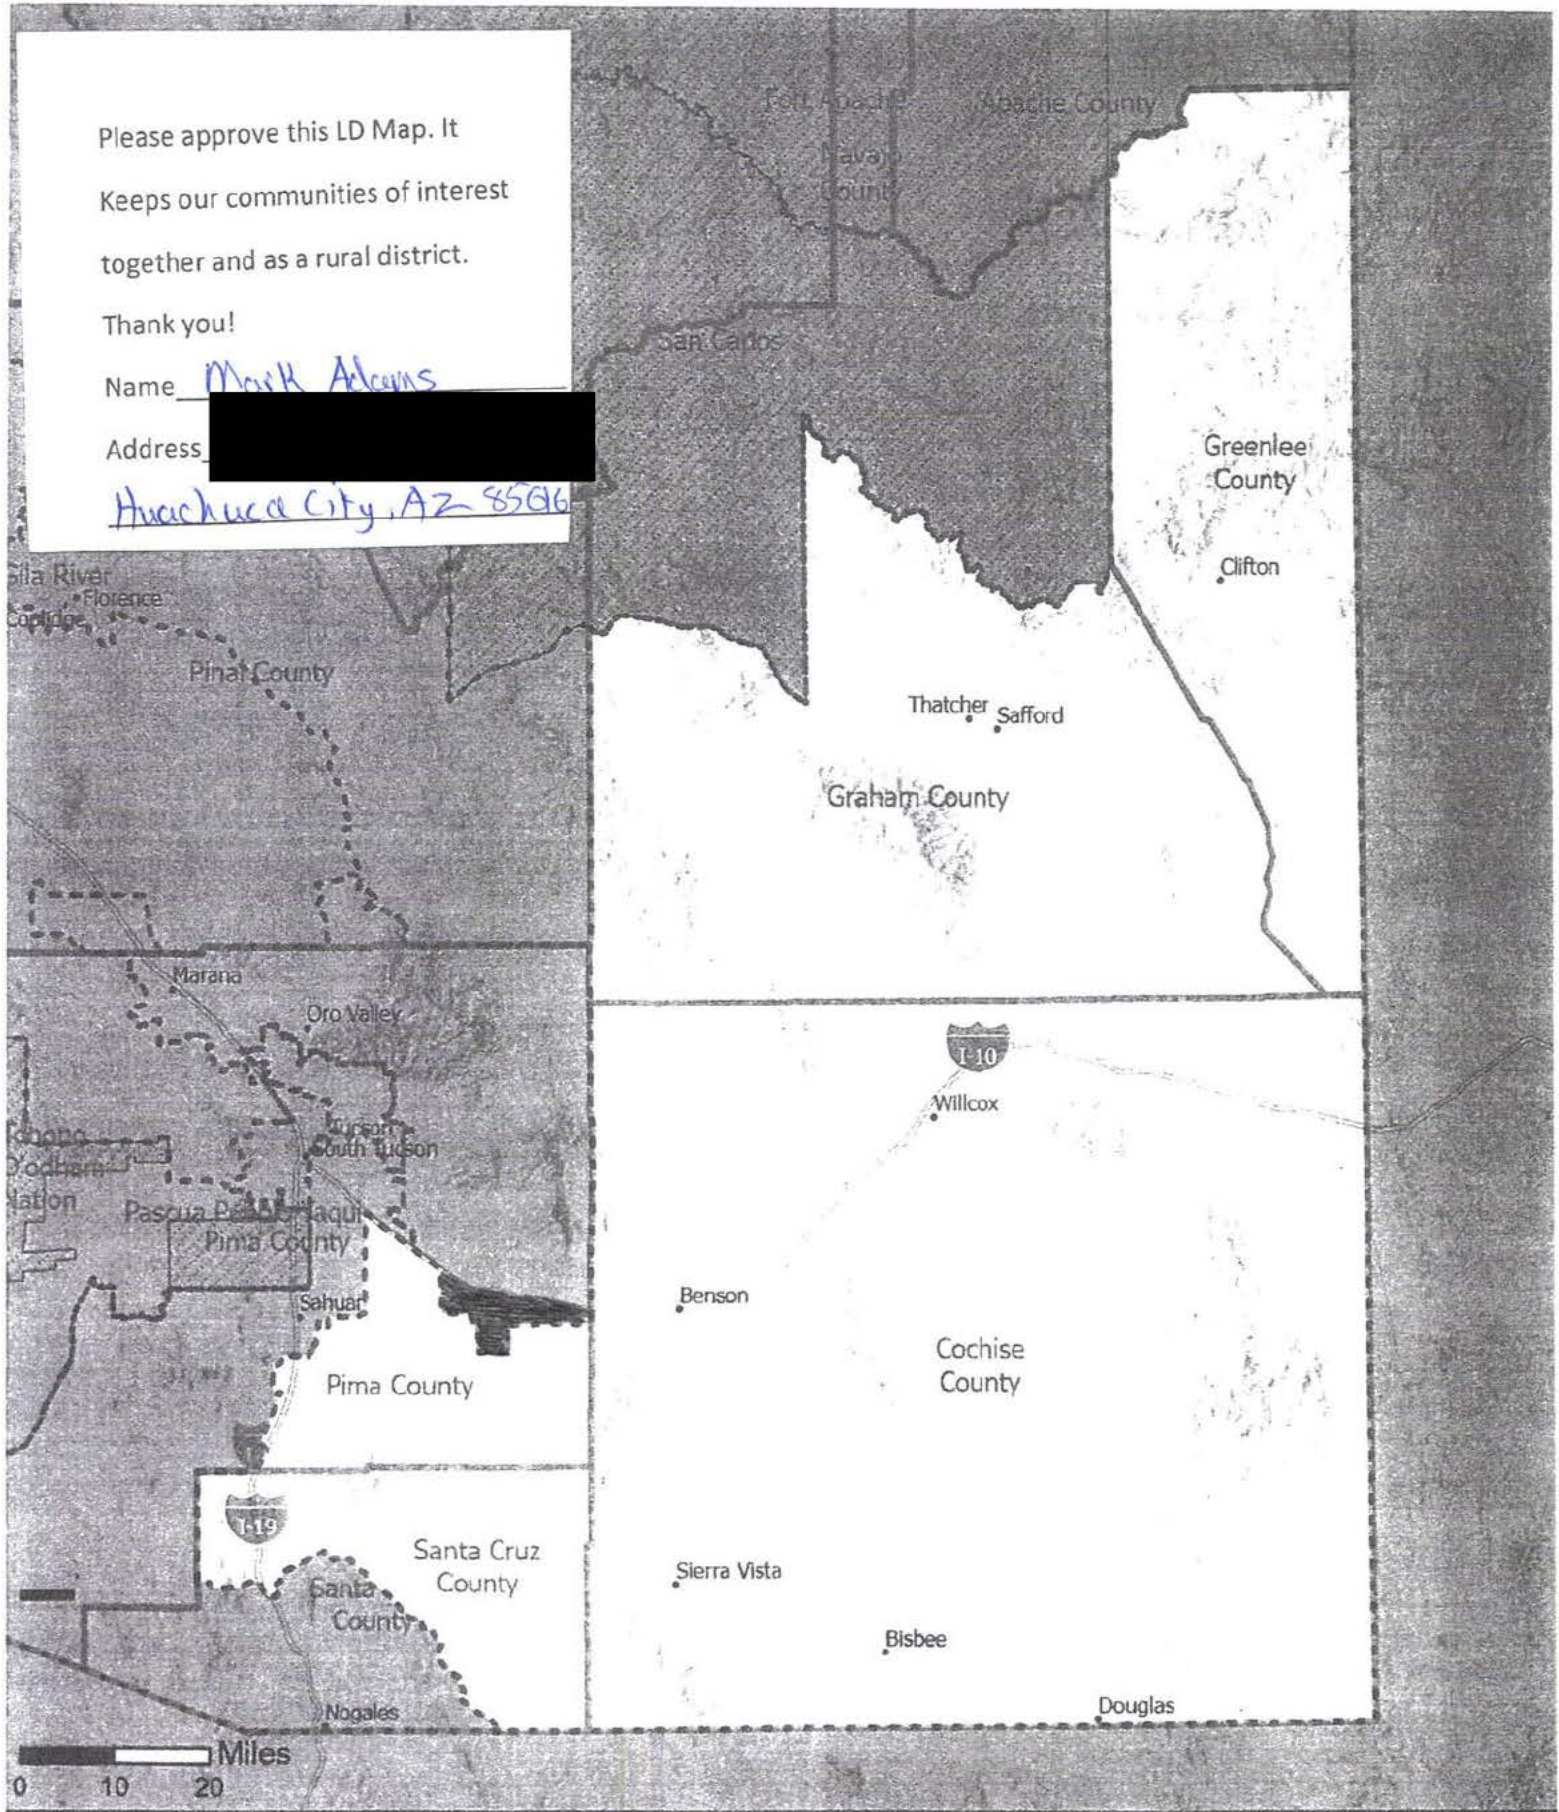 Please approve this LD Map. It
Keeps our communities of interest
together and as a rural district.
Thank you!
Name Mark Adams
Address
Huachuca City, AZ 85616
Fort Apache
Apache County
Navajo
County
San Carlos
Greenlee
County
Clifton
Gila River
Florence
Coolidge
Pinal County
Thatcher
Safford
Graham County
Marana
Oro Valley
I-10
Willcox
Tucson
South Tucson
O'odham
Nation
Pascua Pueblo Yaqui
Pima County
Benson
Sahuar
Cochise
County
Pima County
I-19
Santa Cruz
County
Santa
County
Sierra Vista
Bisbee
Nogales
Douglas
Miles
0 10 20